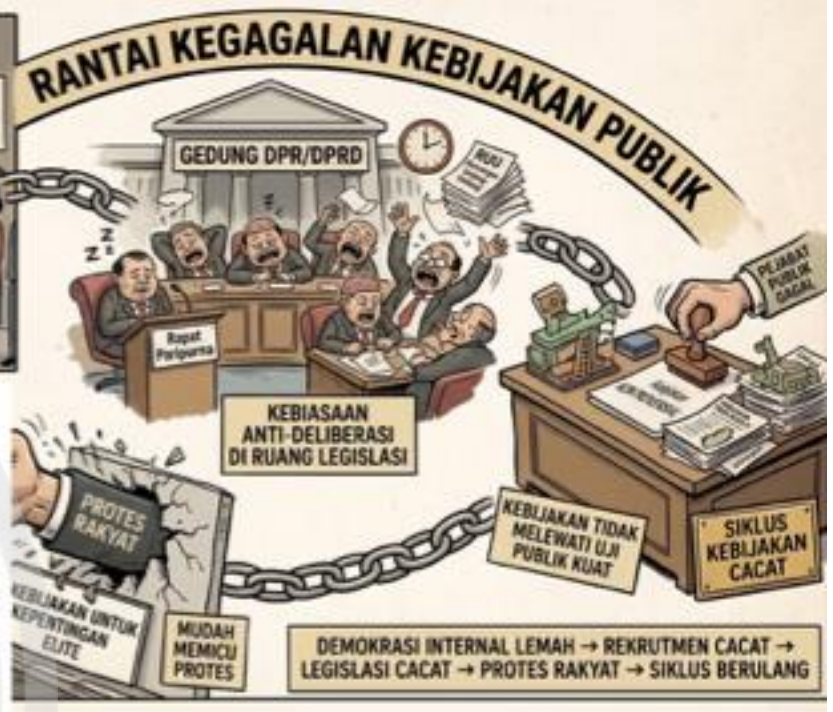 RANTAI KEGAGALAN KEBIJAKAN PUBLIK
GEDUNG DPR/DPRD
RUU
z z z
z
Rapat
Paripurna
KEBIASAAN
ANTI-DELIBERASI
DI RUANG LEGISLASI
PEJABAT
PUBLIK
GAGAL
KEBIJAKAN TIDAK
MELEWATI UJI
PUBLIK KUAT
SIKLUS
KEBIJAKAN
CACAT
PROTES
RAKYAT
KEBIJAKAN UNTUK
KEPENTINGAN
ELITE
MUDAH
MEMICU
PROTES
DEMOKRASI INTERNAL LEMAH → REKRUTMEN CACAT →
LEGISLASI CACAT → PROTES RAKYAT → SIKLUS BERULANG